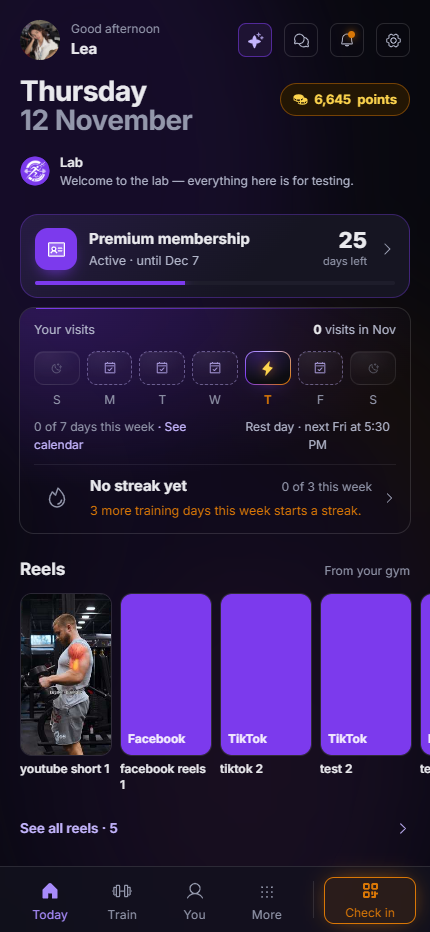 Good afternoon
Lea
Thursday
12 November
6,645 points
Lab
Welcome to the lab — everything here is for testing.
Premium membership
25
Active · until Dec 7
days left
Your visits
0 visits in Nov
S M T W T F S
0 of 7 days this week · See
calendar
Rest day · next Fri at 5:30
PM
No streak yet
0 of 3 this week
3 more training days this week starts a streak.
Reels
From your gym
Facebook
TikTok
TikTok
youtube short 1
facebook reels
1
tiktok 2
test 2
te
See all reels · 5
Today
Train
You
More
Check in